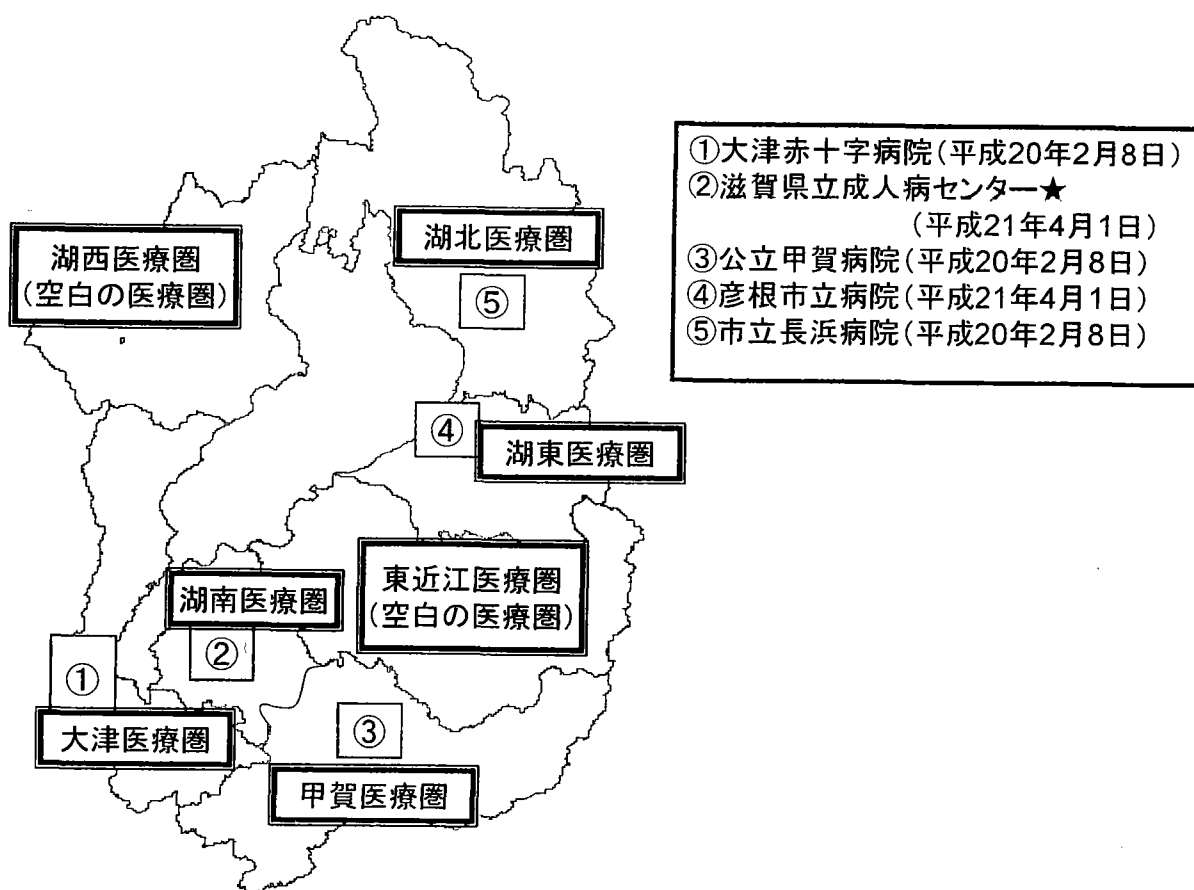 湖西医療圏
(空白の医療圏)
湖北医療圏
⑤
④
湖東医療圏
東近江医療圏
(空白の医療圏)
湖南医療圏
②
①
大津医療圏
③
甲賀医療圏
①大津赤十字病院(平成20年2月8日)
②滋賀県立成人病センター★
(平成21年4月1日)
③公立甲賀病院(平成20年2月8日)
④彦根市立病院(平成21年4月1日)
⑤市立長浜病院(平成20年2月8日)